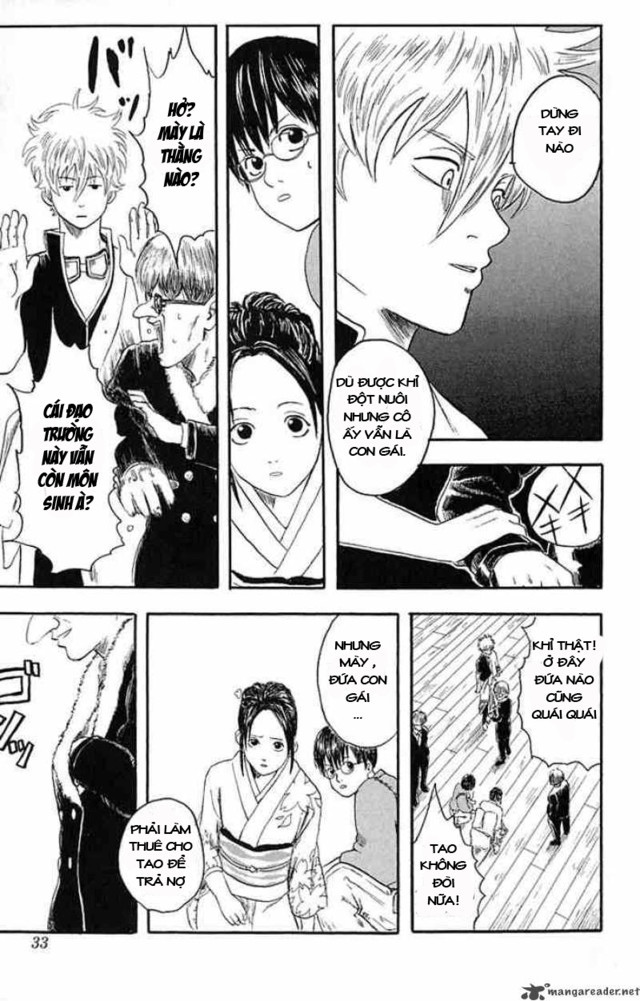 DỪNG
TAY ĐI
NÀO
DÙ ĐƯỢC KHỈ
ĐỘT NUÔI
NHƯNG CÔ
ẤY VẪN LÀ
CON GÁI.
HỞ?
MÀY LÀ
THẰNG
NÀO?
CÁI ĐẠO
TRƯỜNG
NÀY VẪN
CÒN MÔN
SINH À?
KHỈ THẬT!
Ở ĐÂY
ĐỨA NÀO
CŨNG
QUÁI QUÁI
TAO
KHÔNG
ĐÒI
NỮA!
NHƯNG
MÀY,
ĐỨA CON
GÁI
...
PHẢI LÀM
THUÊ CHO
TAO ĐỂ
TRẢ NỢ
33
mangareader.net